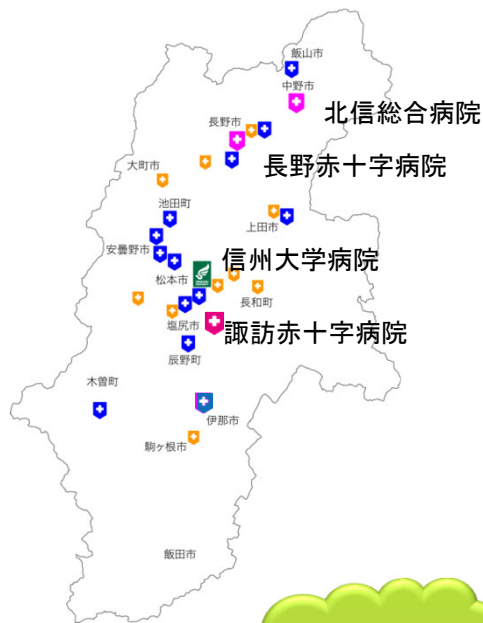 飯山市
中野市
北信総合病院
長野市
長野赤十字病院
大町市
池田町
上田市
安曇野市
信州大学病院
松本市
長和町
塩尻市
諏訪赤十字病院
辰野町
木曽町
伊那市
駒ヶ根市
飯田市